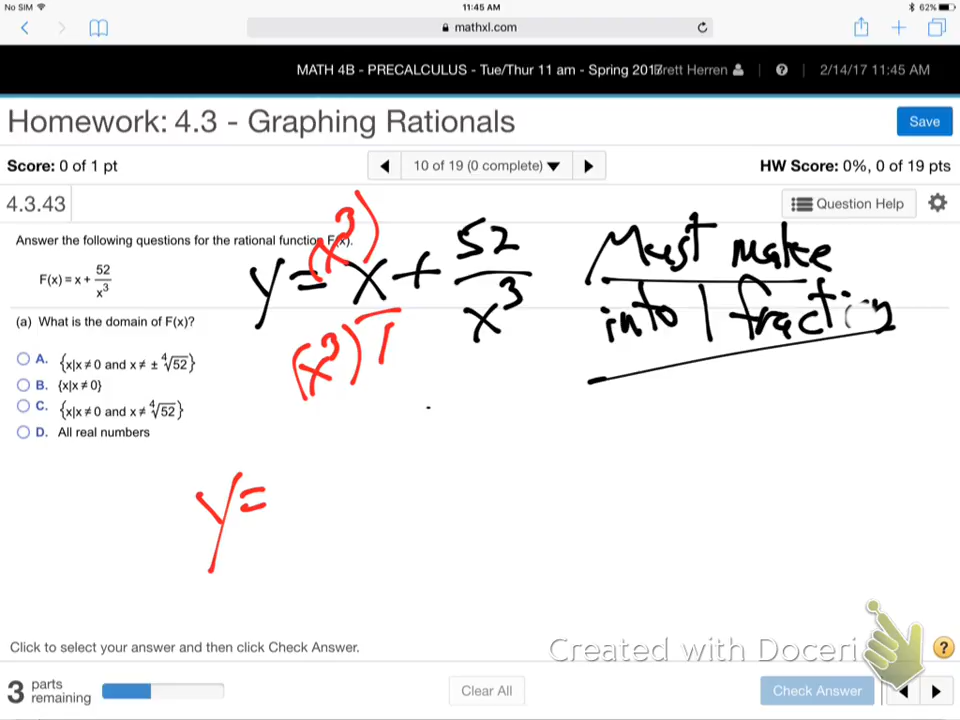 No SIM 11:45 AM 62%
mathxl.com
MATH 4B - PRECALCULUS - Tue/Thur 11 am - Spring 2017 Brett Herren ? 2/14/17 11:45 AM
Homework: 4.3 - Graphing Rationals Save
Score: 0 of 1 pt 10 of 19 (0 complete) HW Score: 0%, 0 of 19 pts
4.3.43 Question Help
Answer the following questions for the rational function F(x).
F(x) = x + 52/x³
(a) What is the domain of F(x)?
A. {x|x ≠ 0 and x ≠ ± ⁴√52}
B. {x|x ≠ 0}
C. {x|x ≠ 0 and x ≠ ⁴√52}
D. All real numbers
(x³)
y = x + 52/x³
(x³) 1
Must make
into 1 fraction
y =
Click to select your answer and then click Check Answer.
Created with Doceri
?
3 parts remaining Clear All Check Answer